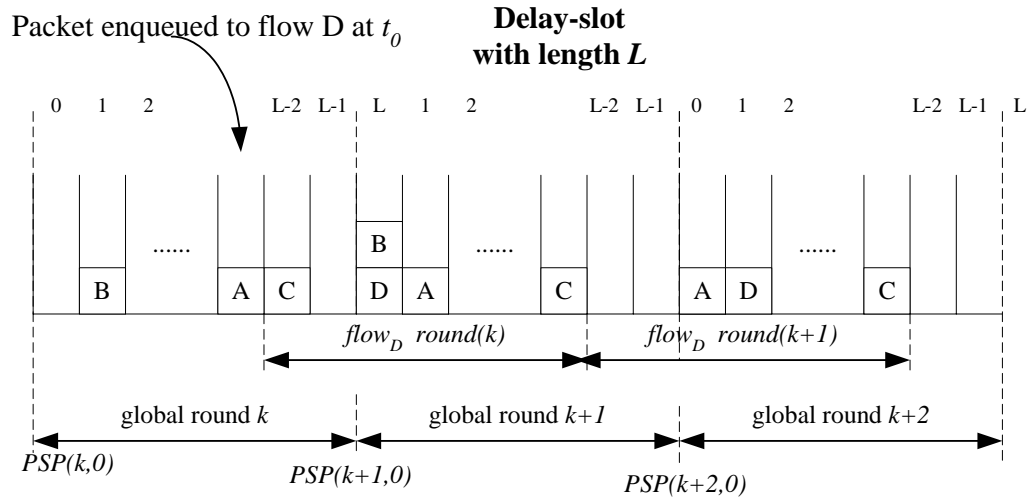 Packet enqueued to flow D at t0
Delay-slot
with length L
0 1 2 L-2 L-1 L 1 2 L-2 L-1 0 1 2 L-2 L-1 L
...... B ...... ......
B A C D A C A D C
flowD round(k) flowD round(k+1)
global round k global round k+1 global round k+2
PSP(k,0) PSP(k+1,0) PSP(k+2,0)